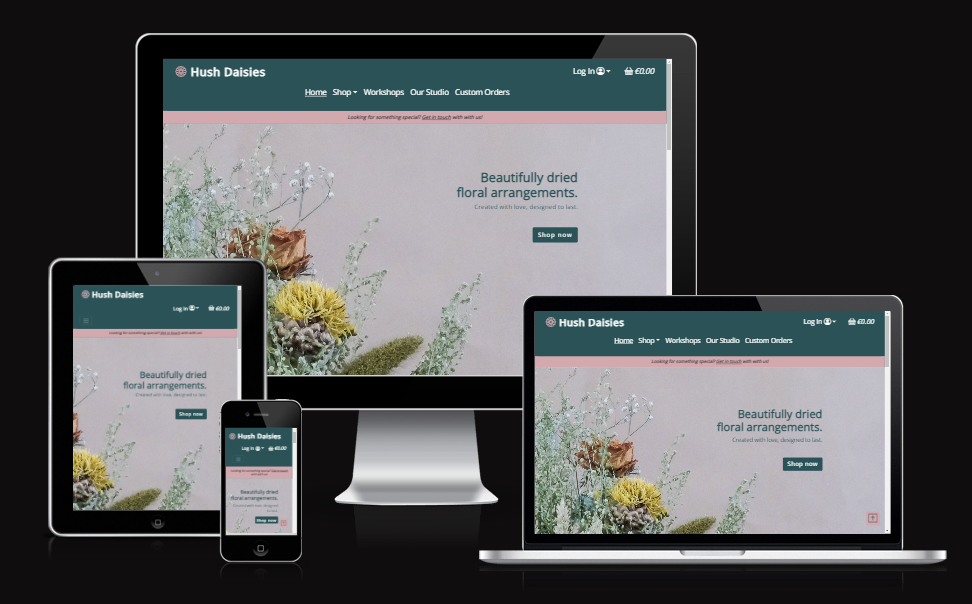 Hush Daisies
Log In €0.00
Home Shop Workshops Our Studio Custom Orders
Looking for something special? Get in touch with with us!
Beautifully dried
floral arrangements.
Created with love, designed to last.
Shop now
Hush Daisies
Log In €0.00
Looking for something special? Get in touch with with us!
Beautifully dried
floral arrangements.
Created with love, designed to last.
Shop now
Hush Daisies
Log In €0.00
Looking for something special? Get in touch
with with us!
Beautifully dried
floral arrangements.
Created with love, designed
to last.
Shop now
Hush Daisies
Log In €0.00
Home Shop Workshops Our Studio Custom Orders
Looking for something special? Get in touch with with us!
Beautifully dried
floral arrangements.
Created with love, designed to last.
Shop now